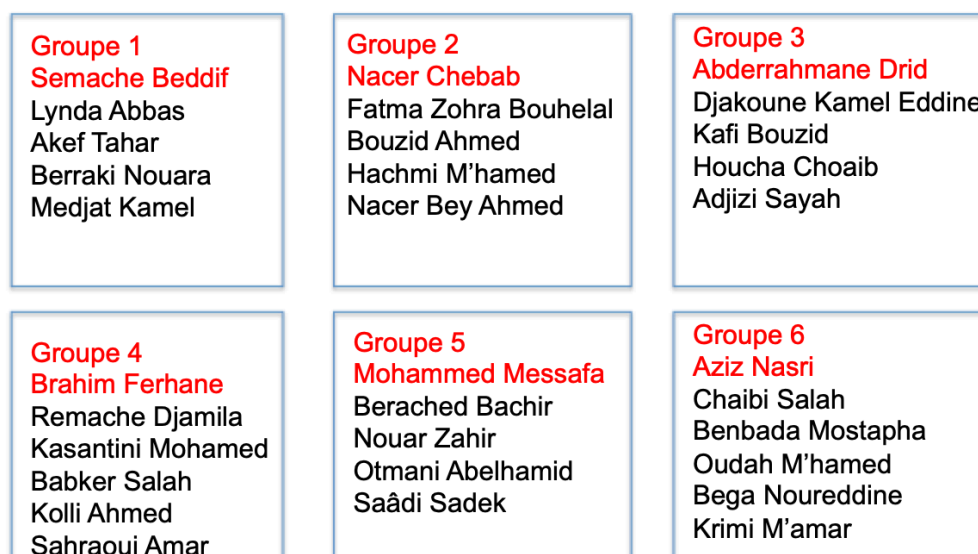 Groupe 1
Semache Beddif
Lynda Abbas
Akef Tahar
Berraki Nouara
Medjat Kamel
Groupe 2
Nacer Chebab
Fatma Zohra Bouhelal
Bouzid Ahmed
Hachmi M’hamed
Nacer Bey Ahmed
Groupe 3
Abderrahmane Drid
Djakoune Kamel Eddine
Kafi Bouzid
Houcha Choaib
Adjizi Sayah
Groupe 4
Brahim Ferhane
Remache Djamila
Kasantini Mohamed
Babker Salah
Kolli Ahmed
Sahraoui Amar
Groupe 5
Mohammed Messafa
Berached Bachir
Nouar Zahir
Otmani Abelhamid
Saâdi Sadek
Groupe 6
Aziz Nasri
Chaibi Salah
Benbada Mostapha
Oudah M’hamed
Bega Noureddine
Krimi M’amar